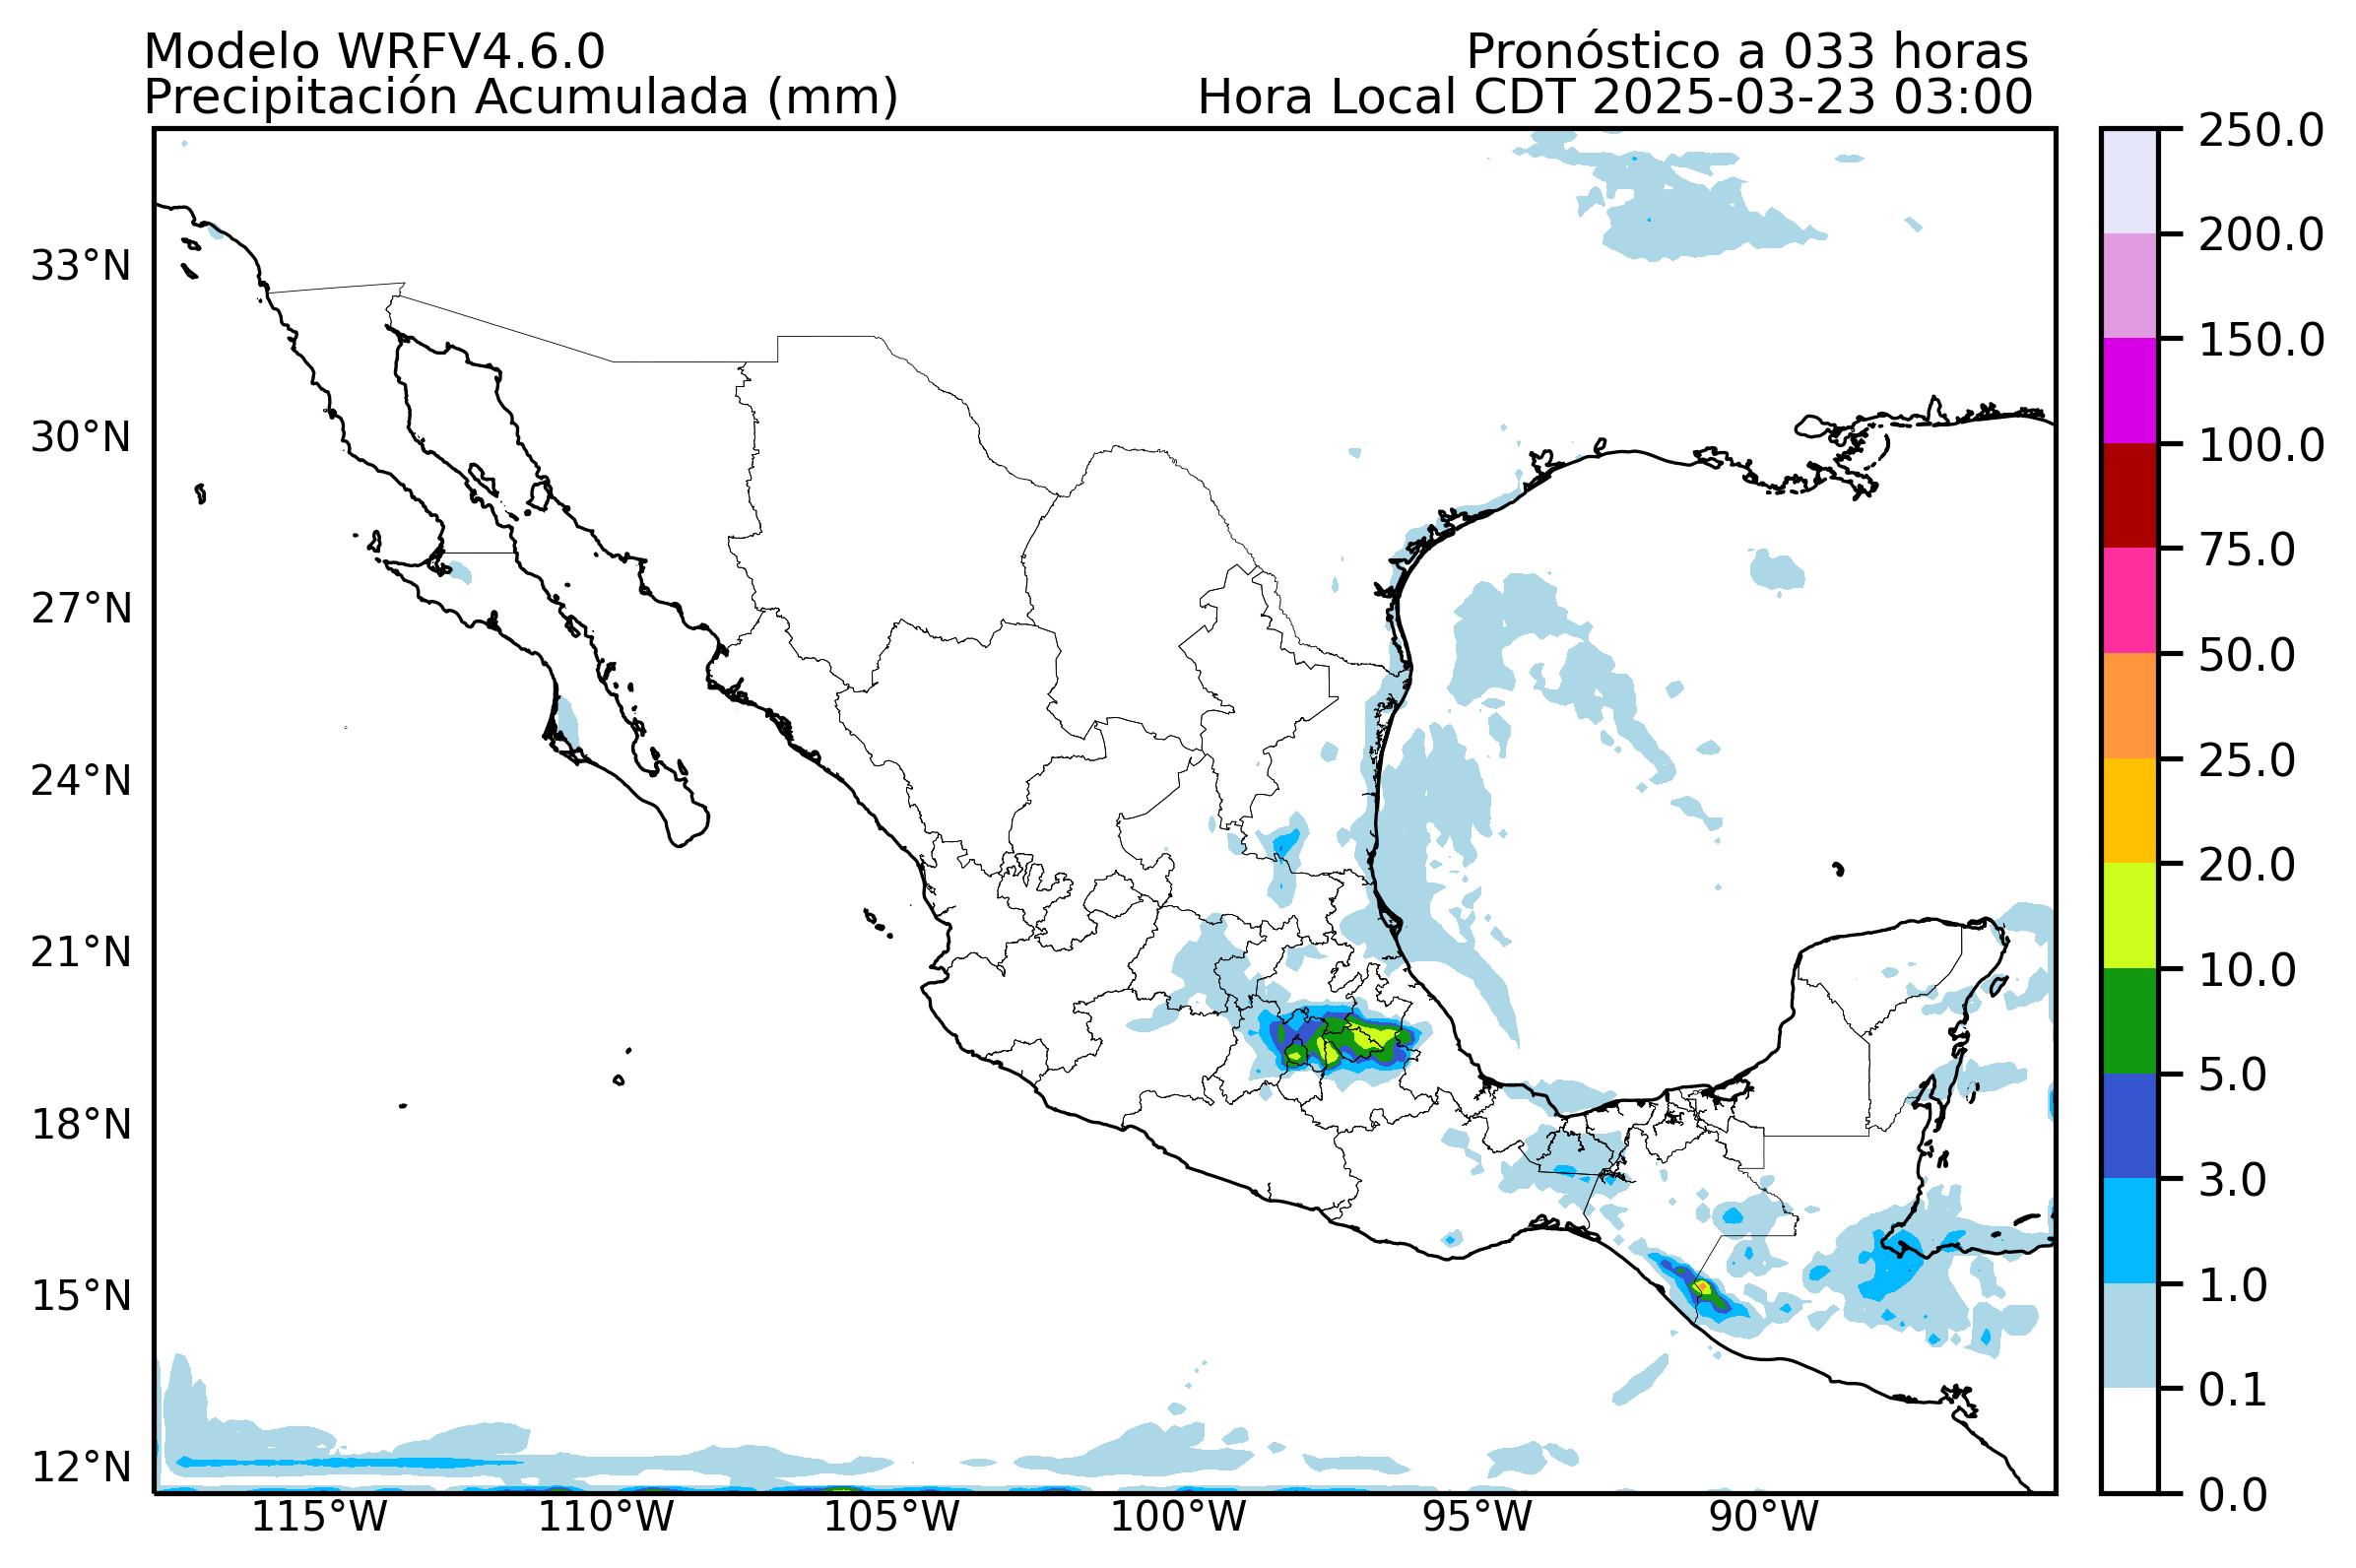 Modelo WRFV4.6.0
Precipitación Acumulada (mm)
Pronóstico a 033 horas
Hora Local CDT 2025-03-23 03:00
33°N
30°N
27°N
24°N
21°N
18°N
15°N
12°N
115°W
110°W
105°W
100°W
95°W
90°W
250.0
200.0
150.0
100.0
75.0
50.0
25.0
20.0
10.0
5.0
3.0
1.0
0.1
0.0